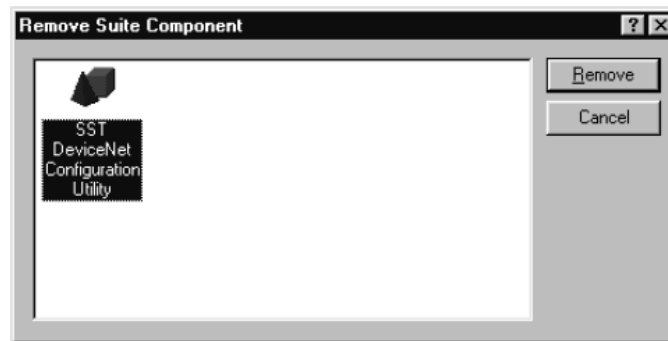 Remove Suite Component
? X
Remove
SST
DeviceNet
Configuration
Utility
Cancel